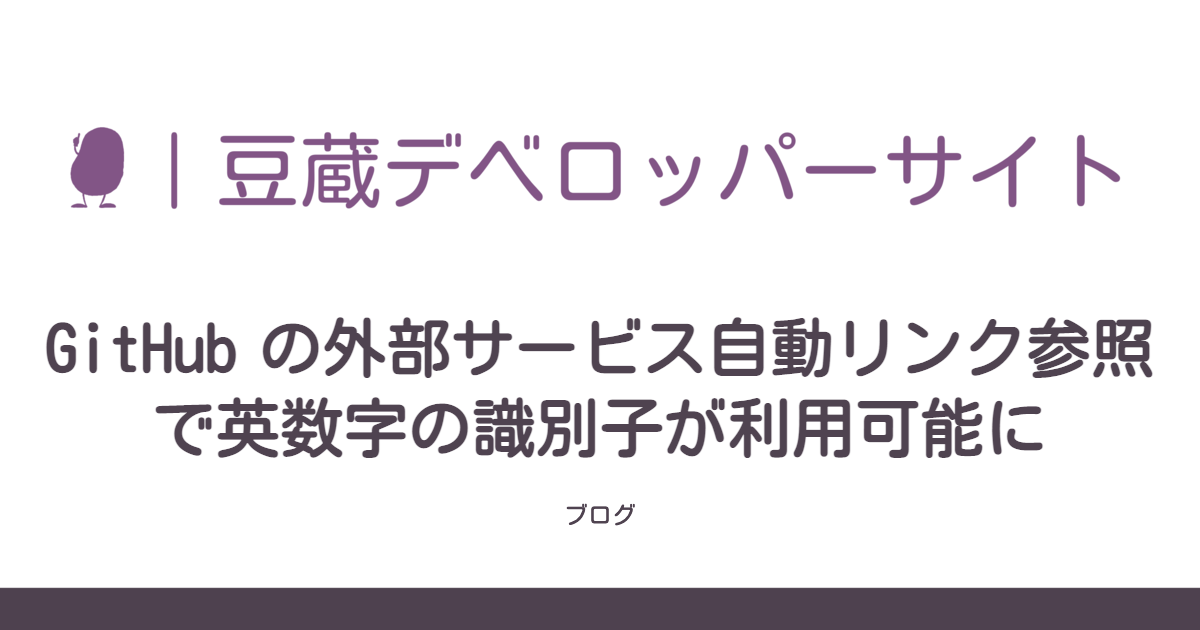 |豆蔵デベロッパーサイト
GitHub の外部サービス自動リンク参照
で英数字の識別子が利用可能に
ブログ